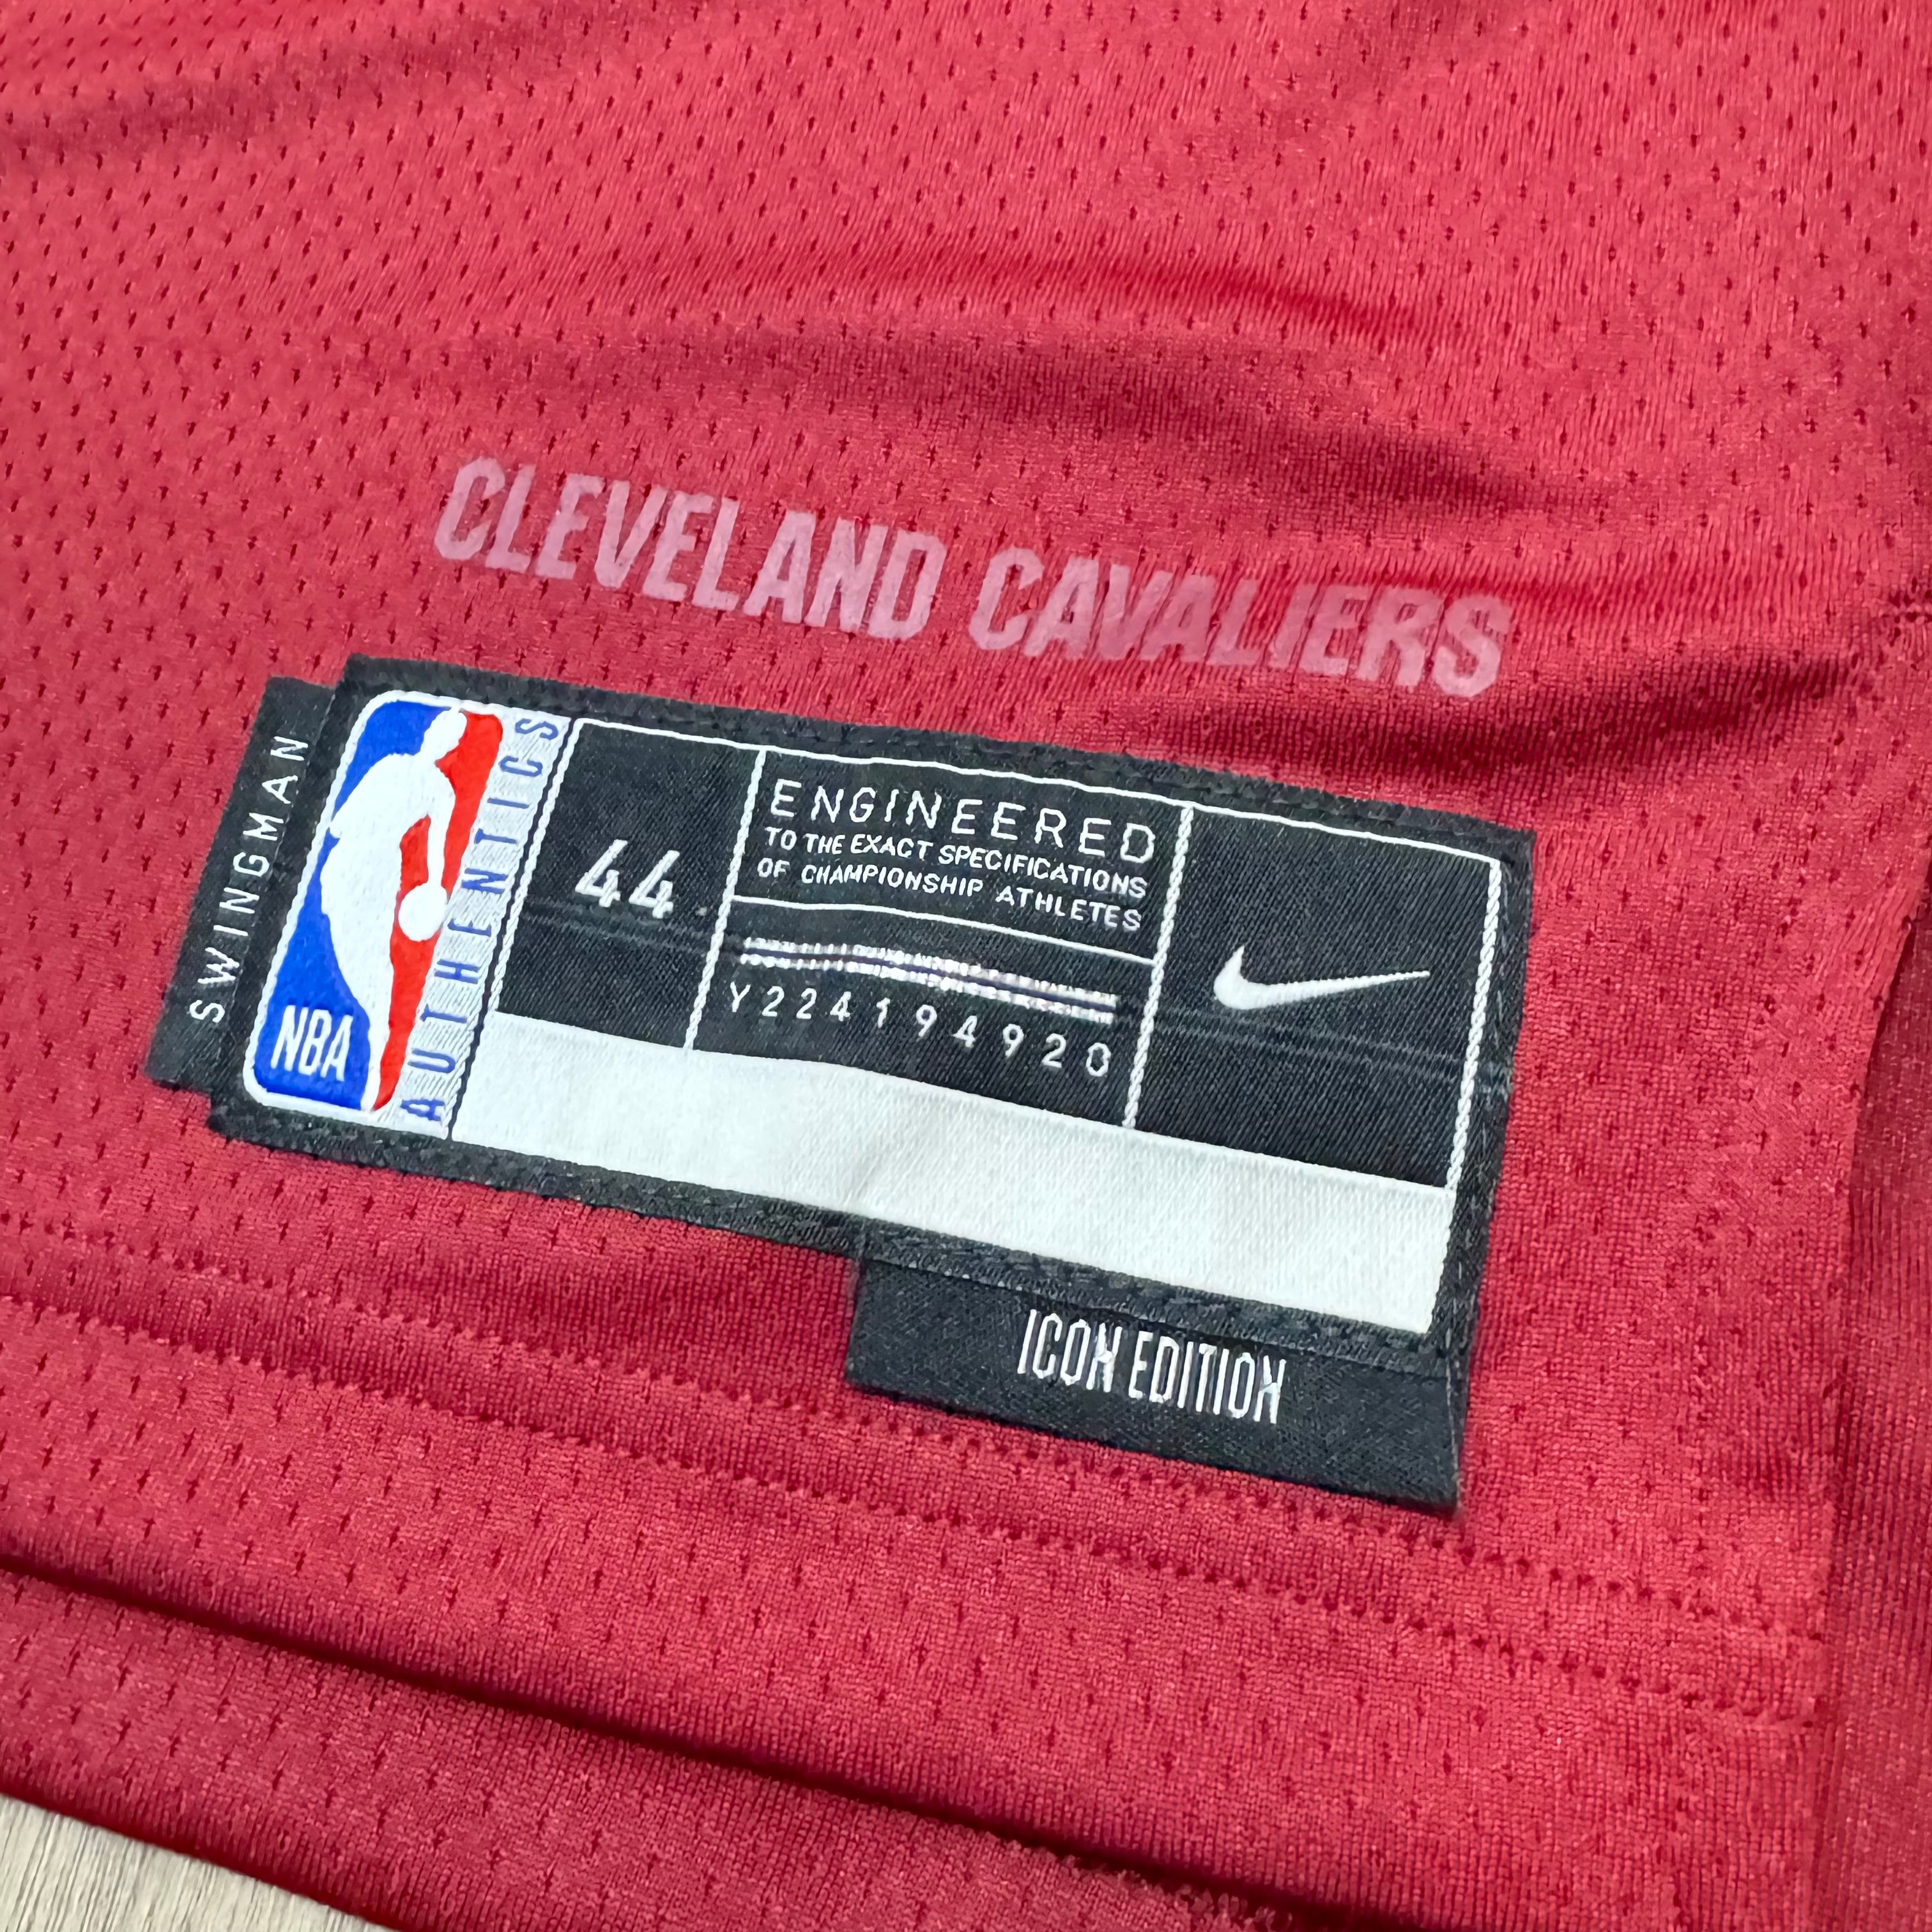 CLEVELAND CAVALIERS
SWINGMAN
NBA
AUTHENTICS
44
ENGINEERED
TO THE EXACT SPECIFICATIONS
OF CHAMPIONSHIP ATHLETES
Y224194920
ICON EDITION